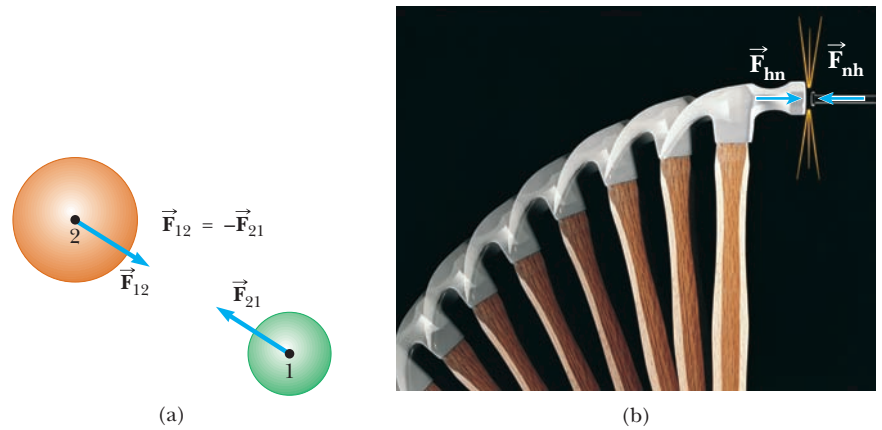 2
F⃗₁₂ = –F⃗₂₁
F⃗₁₂
F⃗₂₁
1
(a)
F⃗hn
F⃗nh
(b)